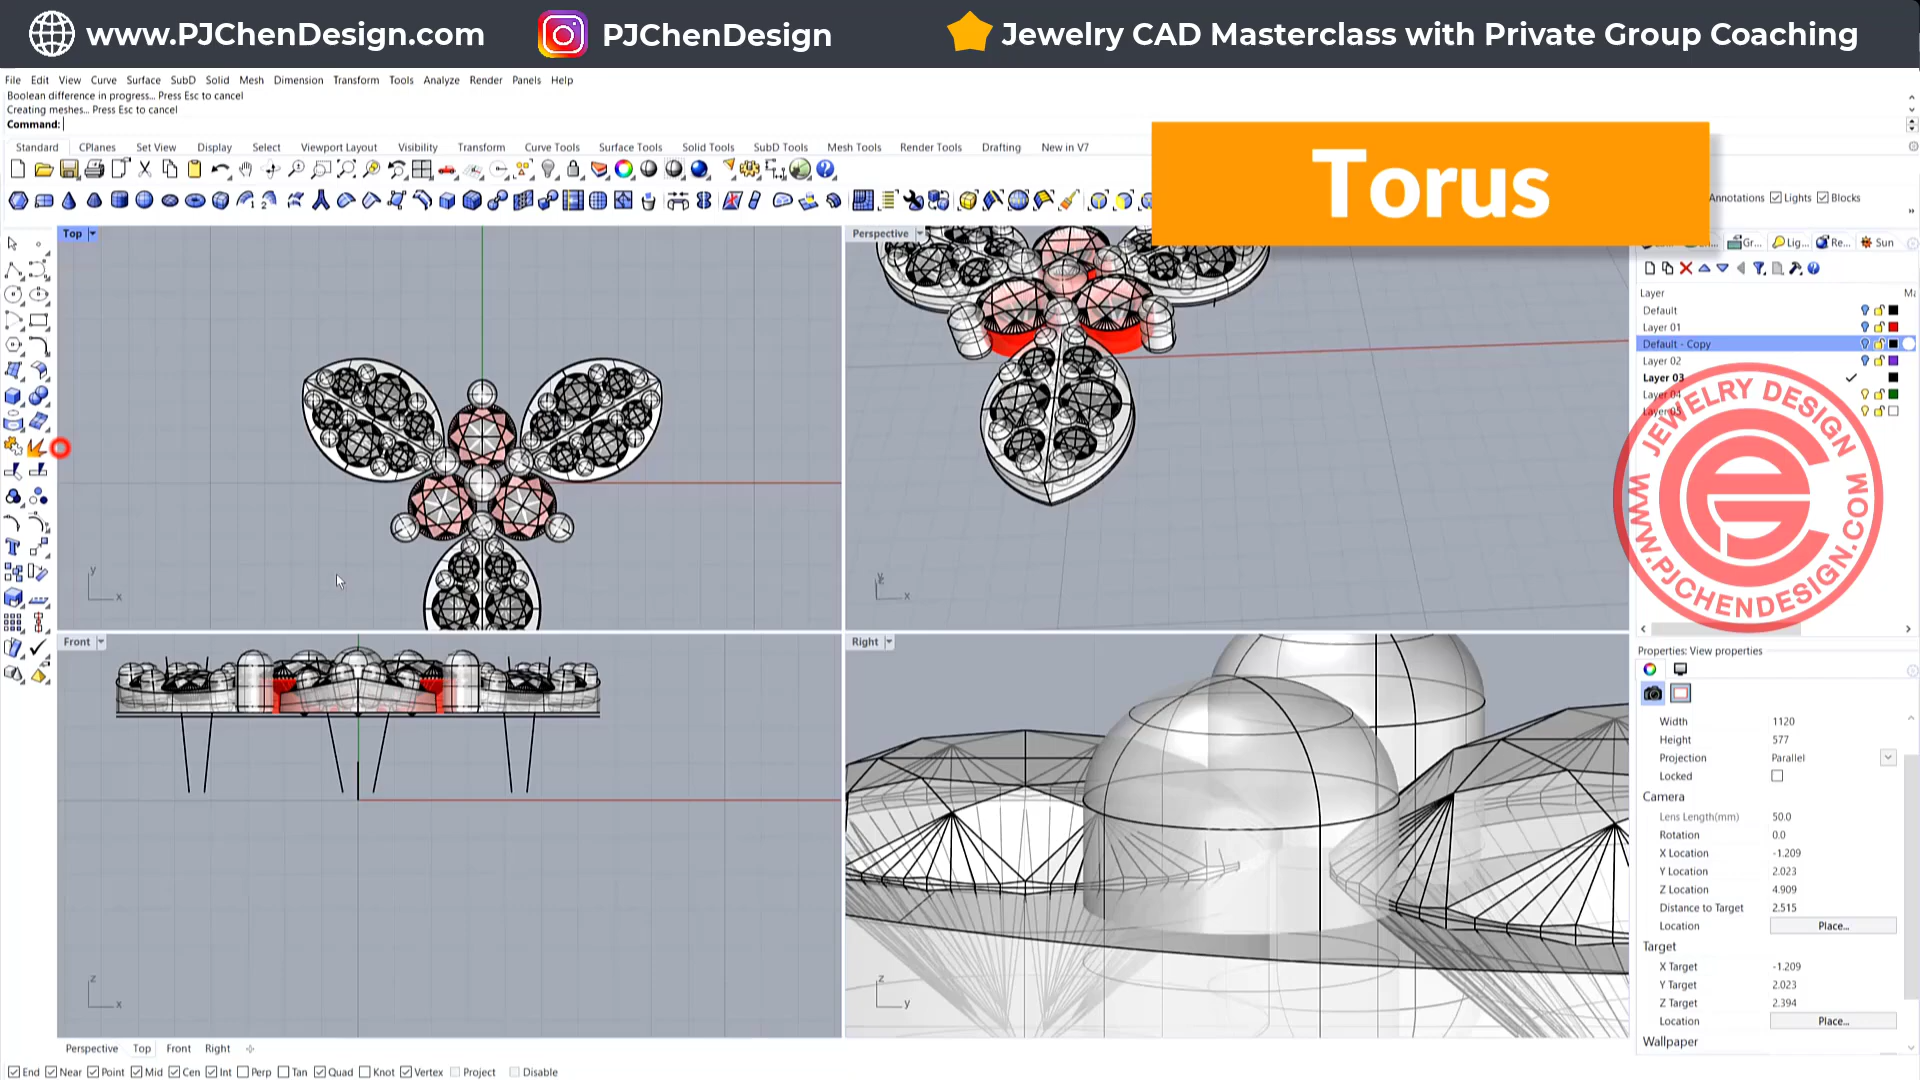 www.PJChenDesign.com
PJChenDesign
Jewelry CAD Masterclass with Private Group Coaching
File Edit View Curve Surface SubD Solid Mesh Dimension Transform Tools Analyze Render Panels Help
Boolean difference in progress... Press Esc to cancel
Creating meshes... Press Esc to cancel
Command:
Standard CPlanes Set View Display Select Viewport Layout Visibility Transform Curve Tools Surface Tools Solid Tools SubD Tools Mesh Tools Render Tools Drafting New in V7
Torus
Annotations Lights Blocks
Top
Perspective
Gr... Lig... Re... Sun
Layer
Default
Layer 01
Default - Copy
Layer 02
Layer 03
JEWELRY DESIGN
WWW.PJCHENDESIGN.COM
y
x
x
Front
Right
z
x
z
y
Properties: View properties
Width 1120
Height 577
Projection Parallel
Locked
Camera
Lens Length(mm) 50.0
Rotation 0.0
X Location -1.209
Y Location 2.023
Z Location 4.909
Distance to Target 2.515
Location Place...
Target
X Target -1.209
Y Target 2.023
Z Target 2.394
Location Place...
Wallpaper
Perspective Top Front Right
End Near Point Mid Cen Int Perp Tan Quad Knot Vertex Project Disable